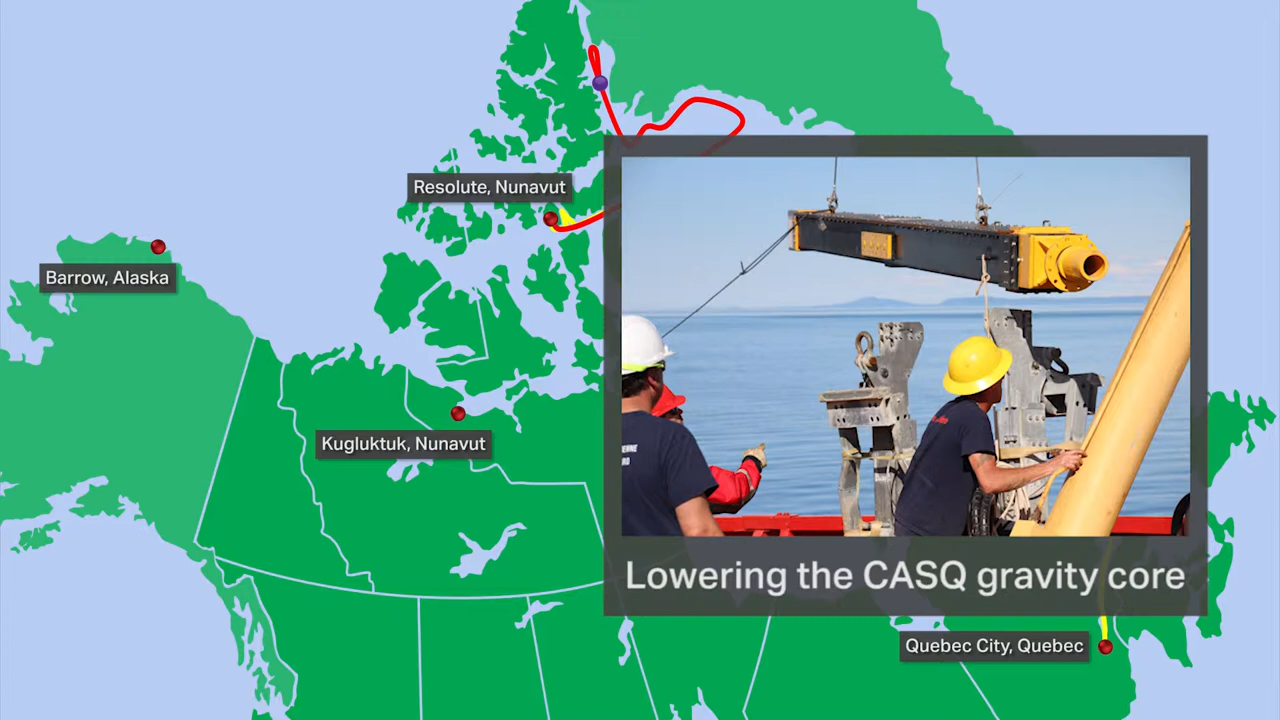 Resolute, Nunavut
Barrow, Alaska
Kugluktuk, Nunavut
Lowering the CASQ gravity core
Quebec City, Quebec